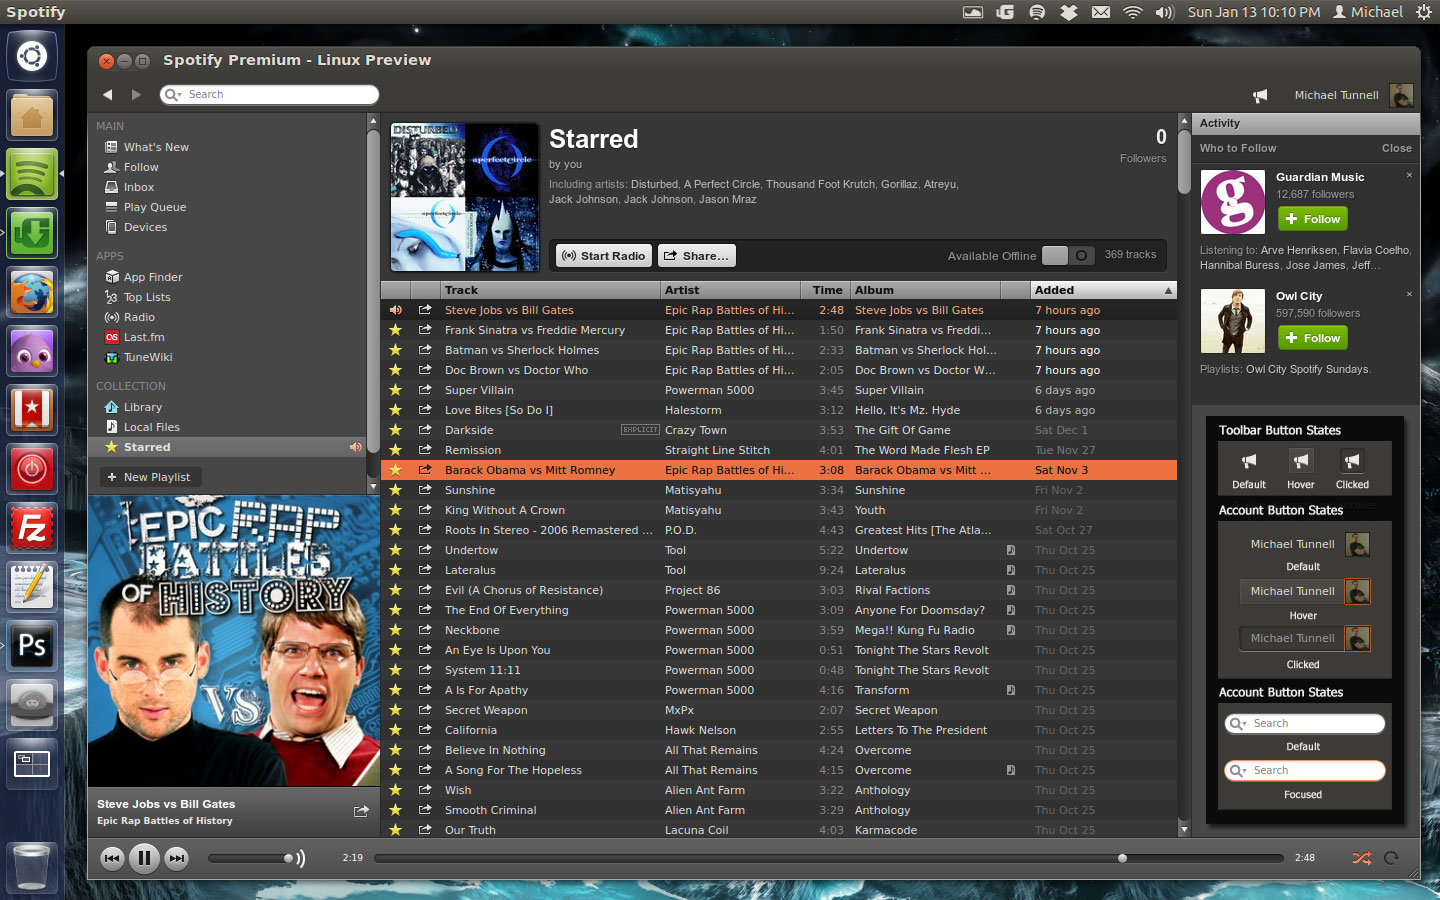 Spotify
Sun Jan 13 10:10 PM
Michael
Spotify Premium - Linux Preview
Search
Michael Tunnell
MAIN
What's New
Follow
Inbox
Play Queue
Devices
APPS
App Finder
Top Lists
Radio
Last.fm
TuneWiki
COLLECTION
Library
Local Files
Starred
New Playlist
DISTURBED
aperfectcircle
aperfectcircle
Starred
by you
Including artists: Disturbed, A Perfect Circle, Thousand Foot Krutch, Gorillaz, Atreyu,
Jack Johnson, Jack Johnson, Jason Mraz
0
Followers
Start Radio
Share...
Available Offline
369 tracks
Track Artist Time Album Added
Steve Jobs vs Bill Gates Epic Rap Battles of Hi... 2:48 Steve Jobs vs Bill Gates 7 hours ago
Frank Sinatra vs Freddie Mercury Epic Rap Battles of Hi... 1:50 Frank Sinatra vs Freddi... 7 hours ago
Batman vs Sherlock Holmes Epic Rap Battles of Hi... 2:33 Batman vs Sherlock Hol... 7 hours ago
Doc Brown vs Doctor Who Epic Rap Battles of Hi... 2:05 Doc Brown vs Doctor W... 7 hours ago
Super Villain Powerman 5000 3:45 Super Villain 6 days ago
Love Bites [So Do I] Halestorm 3:12 Hello, It's Mz. Hyde 6 days ago
Darkside EXPLICIT Crazy Town 3:53 The Gift Of Game Sat Dec 1
Remission Straight Line Stitch 4:01 The Word Made Flesh EP Tue Nov 27
Barack Obama vs Mitt Romney Epic Rap Battles of Hi... 3:08 Barack Obama vs Mitt ... Sat Nov 3
Sunshine Matisyahu 3:34 Sunshine Fri Nov 2
King Without A Crown Matisyahu 3:43 Youth Fri Nov 2
Roots In Stereo - 2006 Remastered ... P.O.D. 4:43 Greatest Hits [The Atla... Sat Oct 27
Undertow Tool 5:22 Undertow Thu Oct 25
Lateralus Tool 9:24 Lateralus Thu Oct 25
Evil (A Chorus of Resistance) Project 86 3:03 Rival Factions Thu Oct 25
The End Of Everything Powerman 5000 3:09 Anyone For Doomsday? Thu Oct 25
Neckbone Powerman 5000 3:59 Mega!! Kung Fu Radio Thu Oct 25
An Eye Is Upon You Powerman 5000 0:51 Tonight The Stars Revolt Thu Oct 25
System 11:11 Powerman 5000 0:48 Tonight The Stars Revolt Thu Oct 25
A Is For Apathy Powerman 5000 4:16 Transform Thu Oct 25
Secret Weapon MxPx 2:07 Secret Weapon Thu Oct 25
California Hawk Nelson 2:55 Letters To The President Thu Oct 25
Believe In Nothing All That Remains 4:24 Overcome Thu Oct 25
A Song For The Hopeless All That Remains 4:15 Overcome Thu Oct 25
Wish Alien Ant Farm 3:22 Anthology Thu Oct 25
Smooth Criminal Alien Ant Farm 3:29 Anthology Thu Oct 25
Our Truth Lacuna Coil 4:03 Karmacode Thu Oct 25
Activity
Who to Follow Close
g
Guardian Music
12,687 followers
Follow
Listening to: Arve Henriksen, Flavia Coelho,
Hannibal Buress, Jose James, Jeff...
Owl City
597,590 followers
Follow
Playlists: Owl City Spotify Sundays.
Toolbar Button States
Default Hover Clicked
Account Button States
Michael Tunnell
Default
Michael Tunnell
Hover
Michael Tunnell
Clicked
Account Button States
Search
Default
Search
Focused
Fz
Ps
EPIC RAP
BATTLES
OF HISTORY
VS
Steve Jobs vs Bill Gates
Epic Rap Battles of History
2:19
2:48